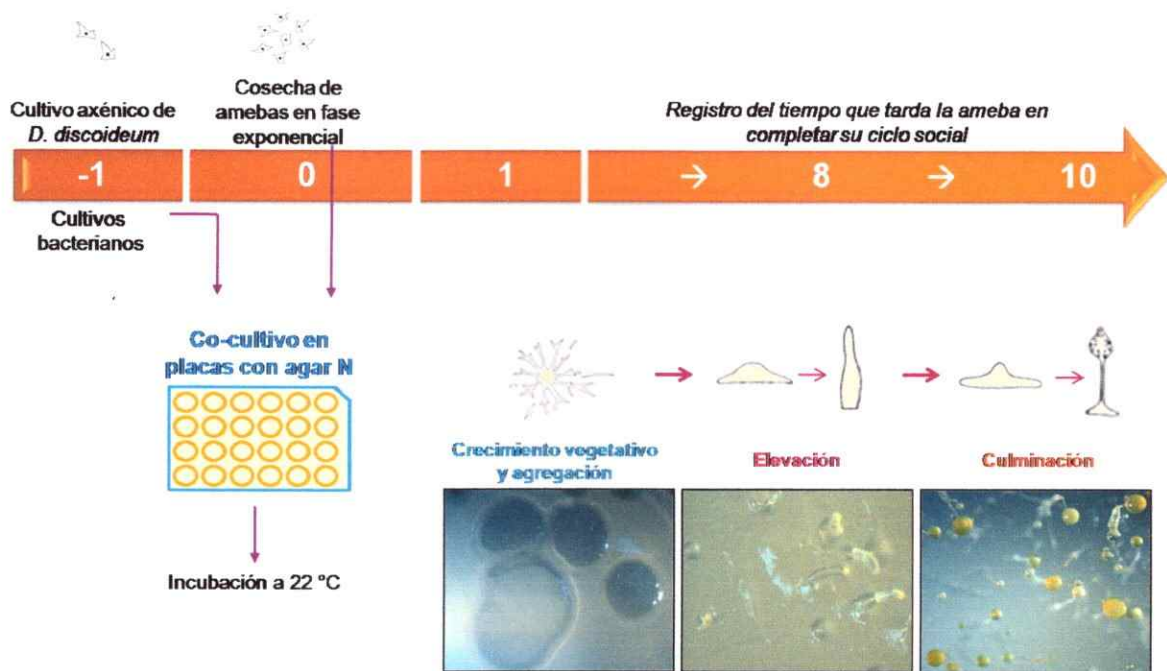 Cultivo axénico de
D. discoideum
Cosecha de
amebas en fase
exponencial
Registro del tiempo que tarda la ameba en
completar su ciclo social
-1 0 1 → 8 → 10
Cultivos
bacterianos
Co-cultivo en
placas con agar N
Incubación a 22 °C
Crecimiento vegetativo
y agregación
Elevación
Culminación